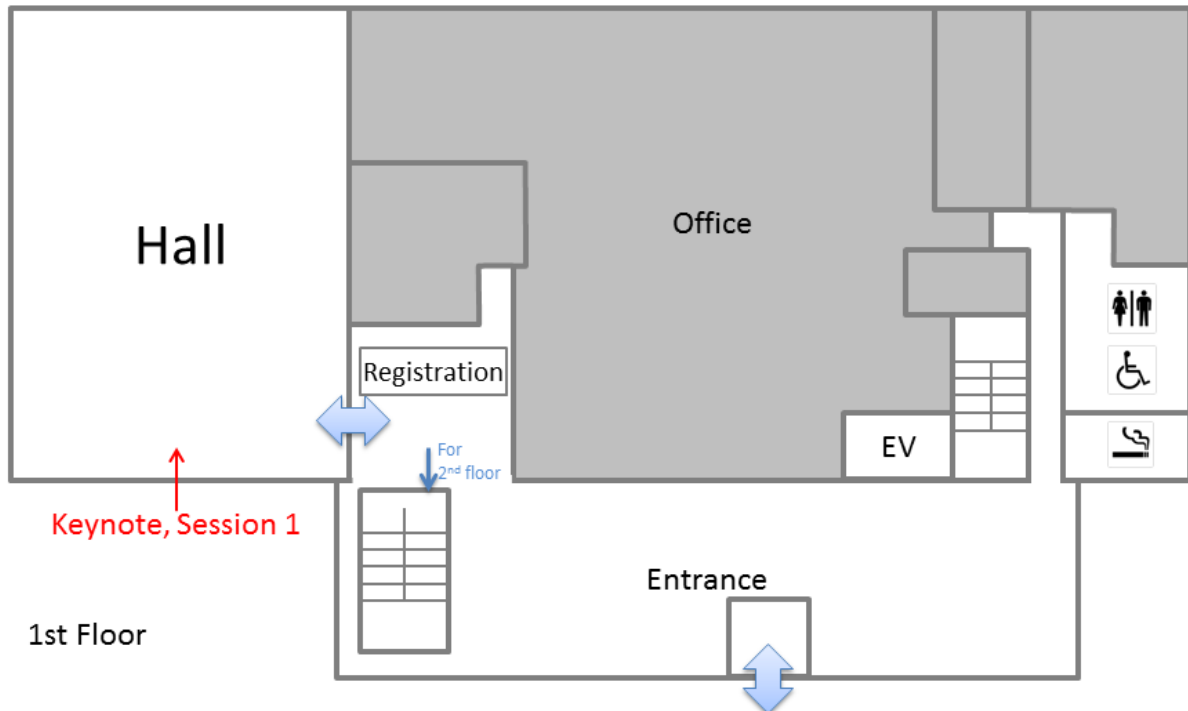 Hall
Office
Registration
For
2nd floor
EV
Keynote, Session 1
Entrance
1st Floor